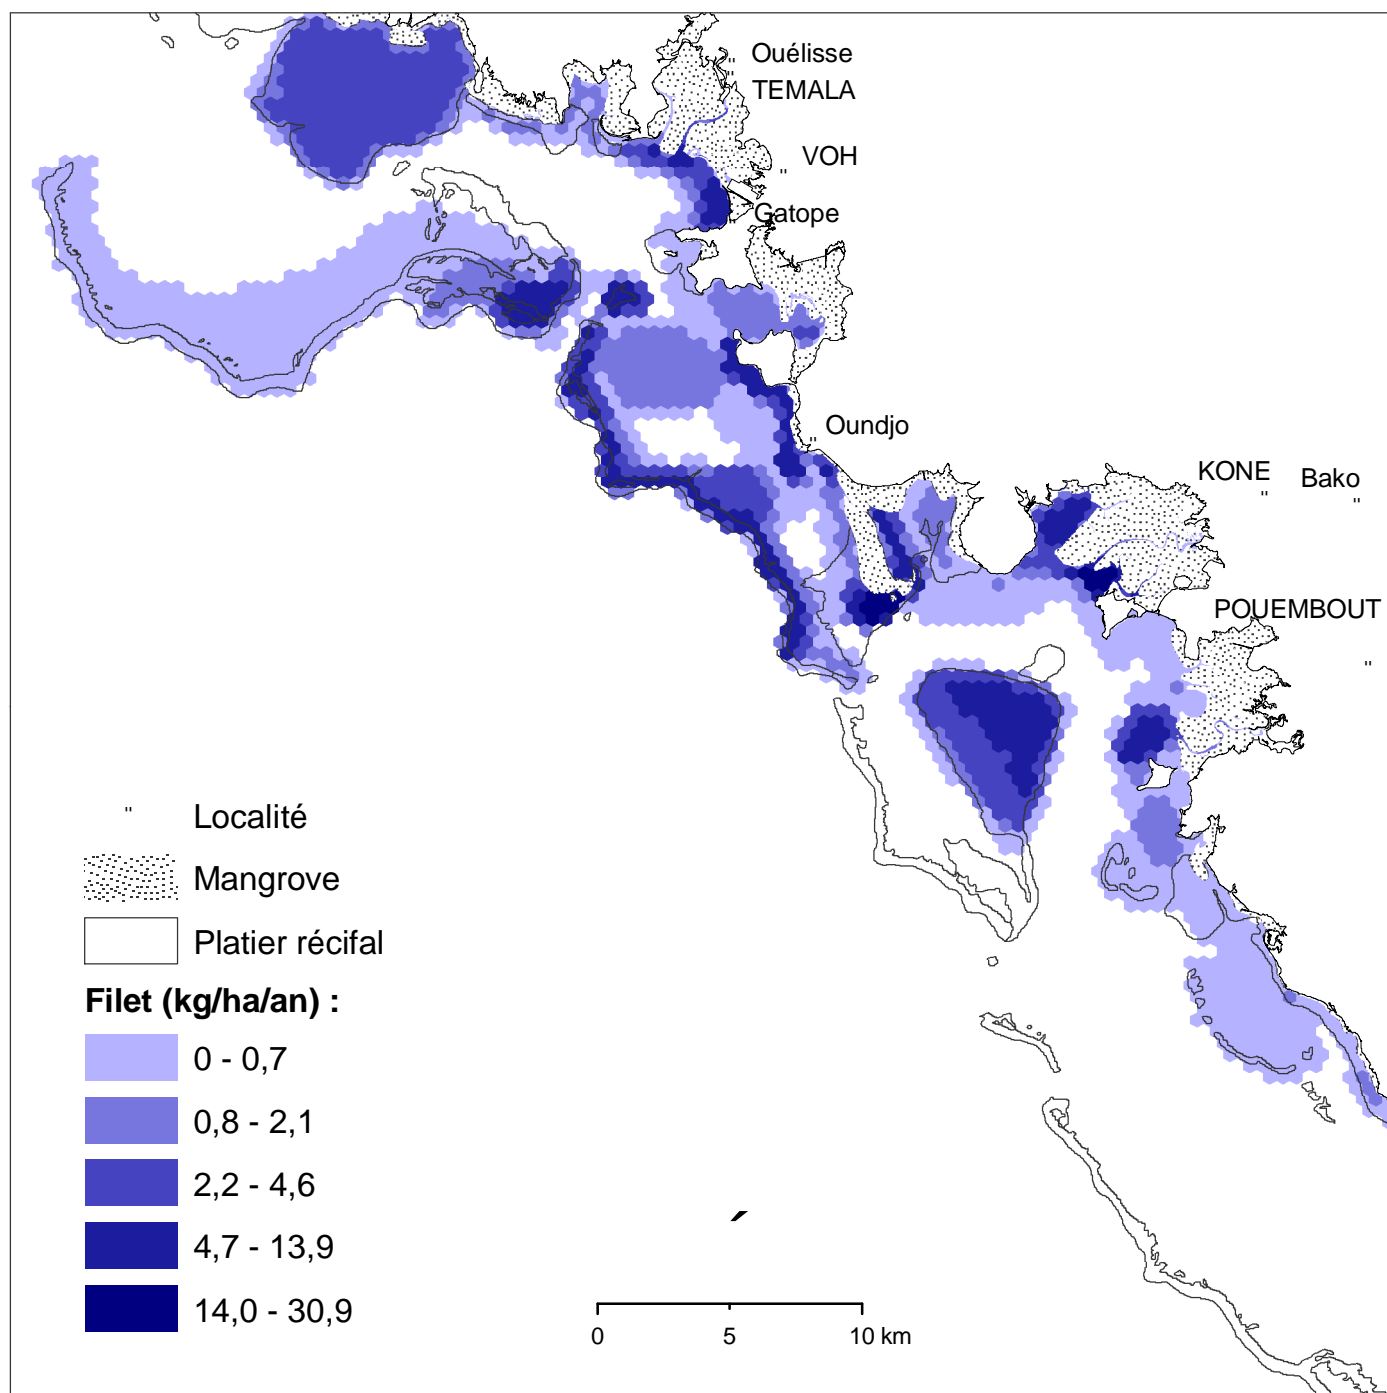 Ouélisse
TEMALA
VOH
Gatope
Oundjo
KONE
Bako
POUEMBOUT
" Localité
Mangrove
Platier récifal
Filet (kg/ha/an) :
0 - 0,7
0,8 - 2,1
2,2 - 4,6
4,7 - 13,9
14,0 - 30,9
0 5 10 km